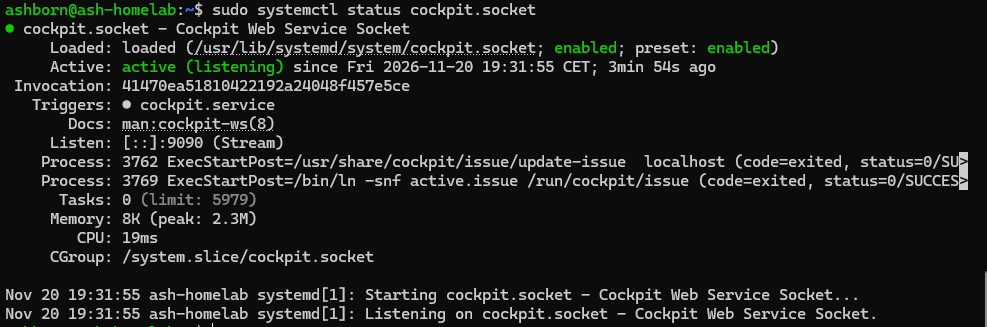 ashborn@ash-homelab:~$ sudo systemctl status cockpit.socket
● cockpit.socket - Cockpit Web Service Socket
Loaded: loaded (/usr/lib/systemd/system/cockpit.socket; enabled; preset: enabled)
Active: active (listening) since Fri 2026-11-20 19:31:55 CET; 3min 54s ago
Invocation: 41470ea51810422192a24048f457e5ce
Triggers: ● cockpit.service
Docs: man:cockpit-ws(8)
Listen: [::]:9090 (Stream)
Process: 3762 ExecStartPost=/usr/share/cockpit/issue/update-issue  localhost (code=exited, status=0/SU>
Process: 3769 ExecStartPost=/bin/ln -snf active.issue /run/cockpit/issue (code=exited, status=0/SUCCES>
Tasks: 0 (limit: 5979)
Memory: 8K (peak: 2.3M)
CPU: 19ms
CGroup: /system.slice/cockpit.socket
Nov 20 19:31:55 ash-homelab systemd[1]: Starting cockpit.socket - Cockpit Web Service Socket...
Nov 20 19:31:55 ash-homelab systemd[1]: Listening on cockpit.socket - Cockpit Web Service Socket.